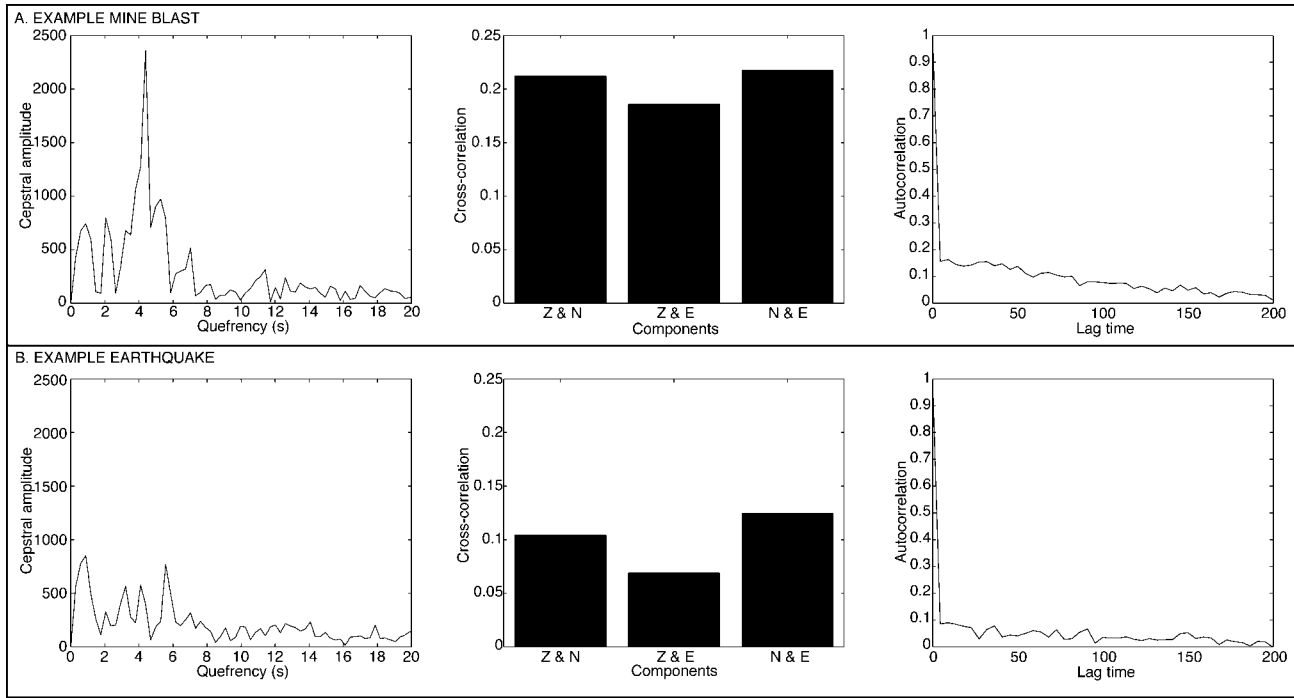 A. EXAMPLE MINE BLAST
2500
2000
1500
1000
500
0
Cepstral amplitude
0 2 4 6 8 10 12 14 16 18 20
Quefrency (s)
0.25
0.2
0.15
0.1
0.05
0
Cross-correlation
Z & N Z & E N & E
Components
1
0.9
0.8
0.7
0.6
0.5
0.4
0.3
0.2
0.1
0
Autocorrelation
0 50 100 150 200
Lag time
B. EXAMPLE EARTHQUAKE
2500
2000
1500
1000
500
0
Cepstral amplitude
0 2 4 6 8 10 12 14 16 18 20
Quefrency (s)
0.25
0.2
0.15
0.1
0.05
0
Cross-correlation
Z & N Z & E N & E
Components
1
0.9
0.8
0.7
0.6
0.5
0.4
0.3
0.2
0.1
0
Autocorrelation
0 50 100 150 200
Lag time